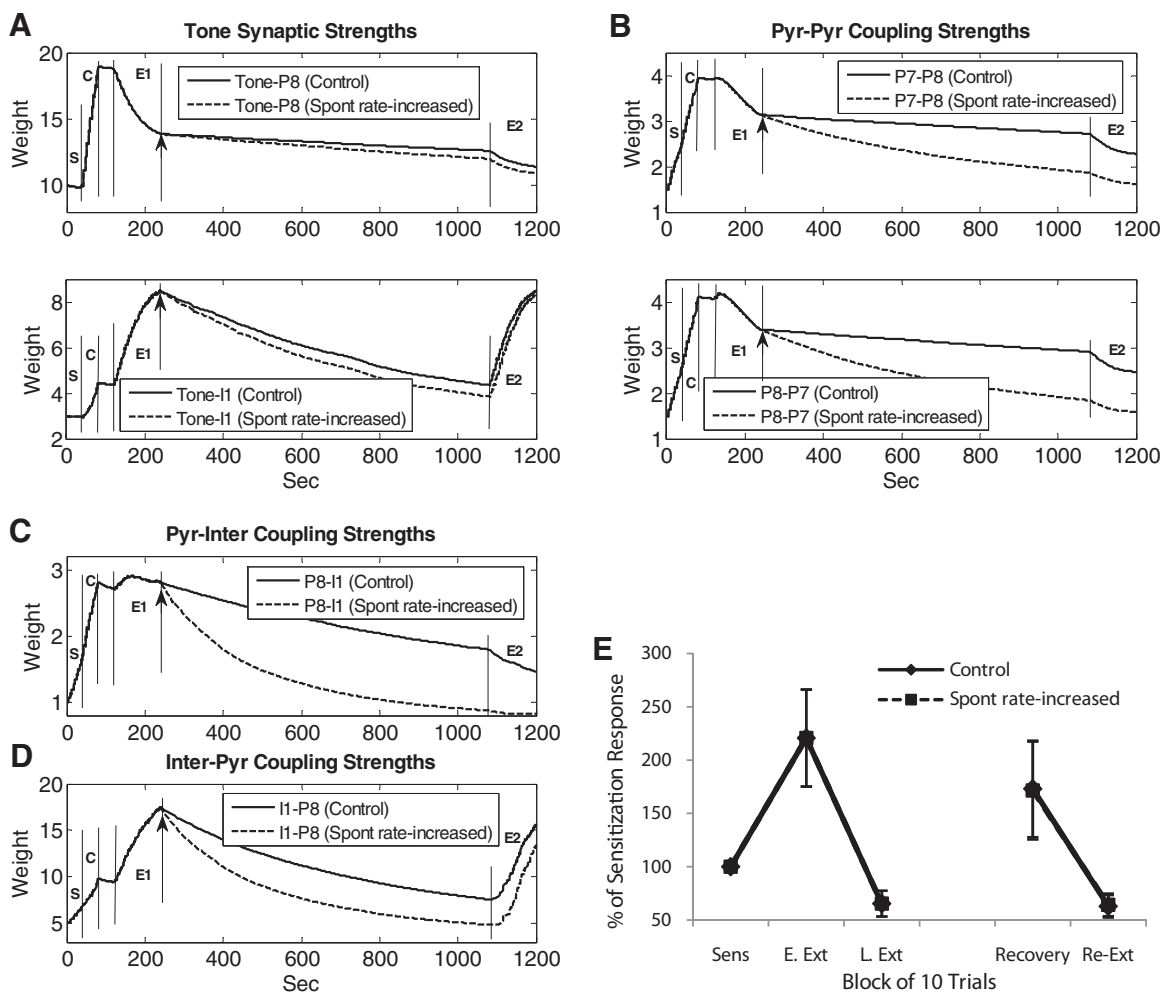 A
Tone Synaptic Strengths
Weight
20
15
10
S
C
E1
E2
Tone-P8 (Control)
Tone-P8 (Spont rate-increased)
0 200 400 600 800 1000 1200
Weight
8
6
4
2
S
C
E1
E2
Tone-I1 (Control)
Tone-I1 (Spont rate-increased)
0 200 400 600 800 1000 1200
Sec
B
Pyr-Pyr Coupling Strengths
Weight
4
3
2
1
S
C
E1
E2
P7-P8 (Control)
P7-P8 (Spont rate-increased)
0 200 400 600 800 1000 1200
Weight
4
3
2
1
S
C
E1
E2
P8-P7 (Control)
P8-P7 (Spont rate-increased)
0 200 400 600 800 1000 1200
Sec
C
Pyr-Inter Coupling Strengths
Weight
3
2
1
S
C
E1
E2
P8-I1 (Control)
P8-I1 (Spont rate-increased)
0 200 400 600 800 1000 1200
D
Inter-Pyr Coupling Strengths
Weight
20
15
10
5
S
C
E1
E2
I1-P8 (Control)
I1-P8 (Spont rate-increased)
0 200 400 600 800 1000 1200
Sec
E
% of Sensitization Response
300
250
200
150
100
50
Control
Spont rate-increased
Sens E. Ext L. Ext Recovery Re-Ext
Block of 10 Trials